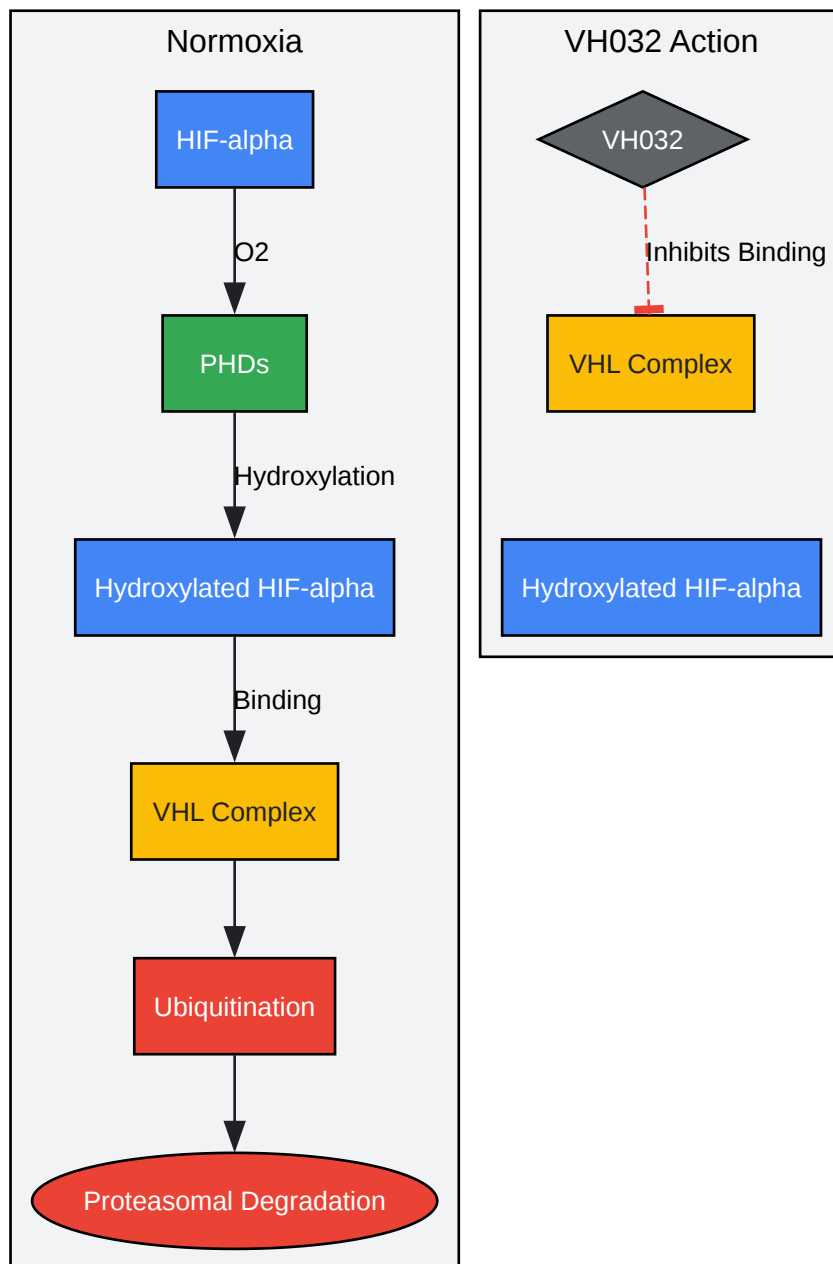 Normoxia
HIF-alpha
O2
PHDs
Hydroxylation
Hydroxylated HIF-alpha
Binding
VHL Complex
Ubiquitination
Proteasomal Degradation
VH032 Action
VH032
Inhibits Binding
VHL Complex
Hydroxylated HIF-alpha